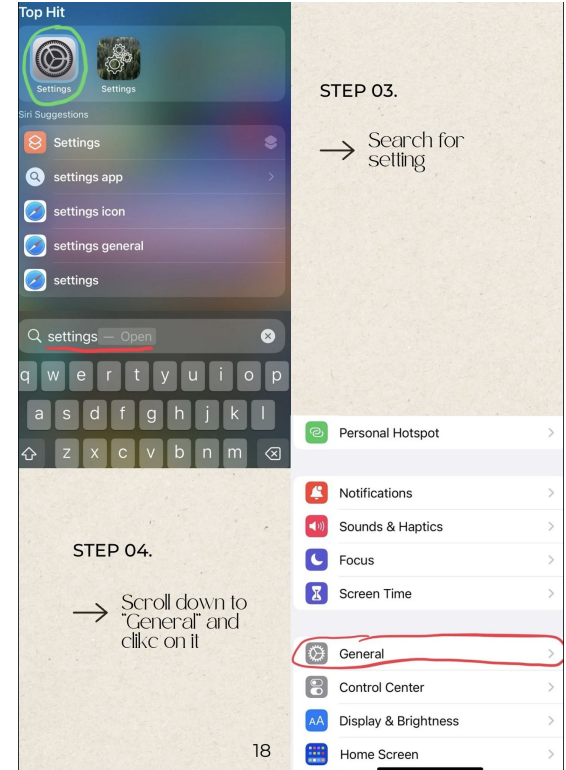 Top Hit
Settings
Settings
Siri Suggestions
Settings
settings app
settings icon
settings general
settings
settings — Open
q w e r t y u i o p
a s d f g h j k l
z x c v b n m
STEP 03.
Search for
setting
STEP 04.
Scroll down to
"General" and
clikc on it
Personal Hotspot
Notifications
Sounds & Haptics
Focus
Screen Time
General
Control Center
AA Display & Brightness
Home Screen
18